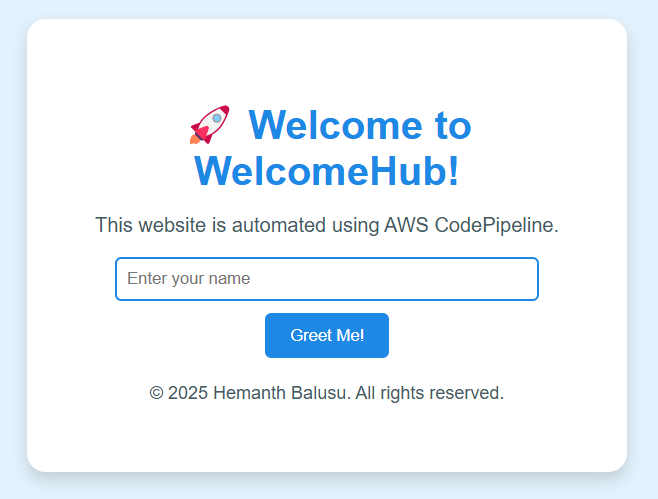 🚀 Welcome to
WelcomeHub!
This website is automated using AWS CodePipeline.
Enter your name
Greet Me!
© 2025 Hemanth Balusu. All rights reserved.